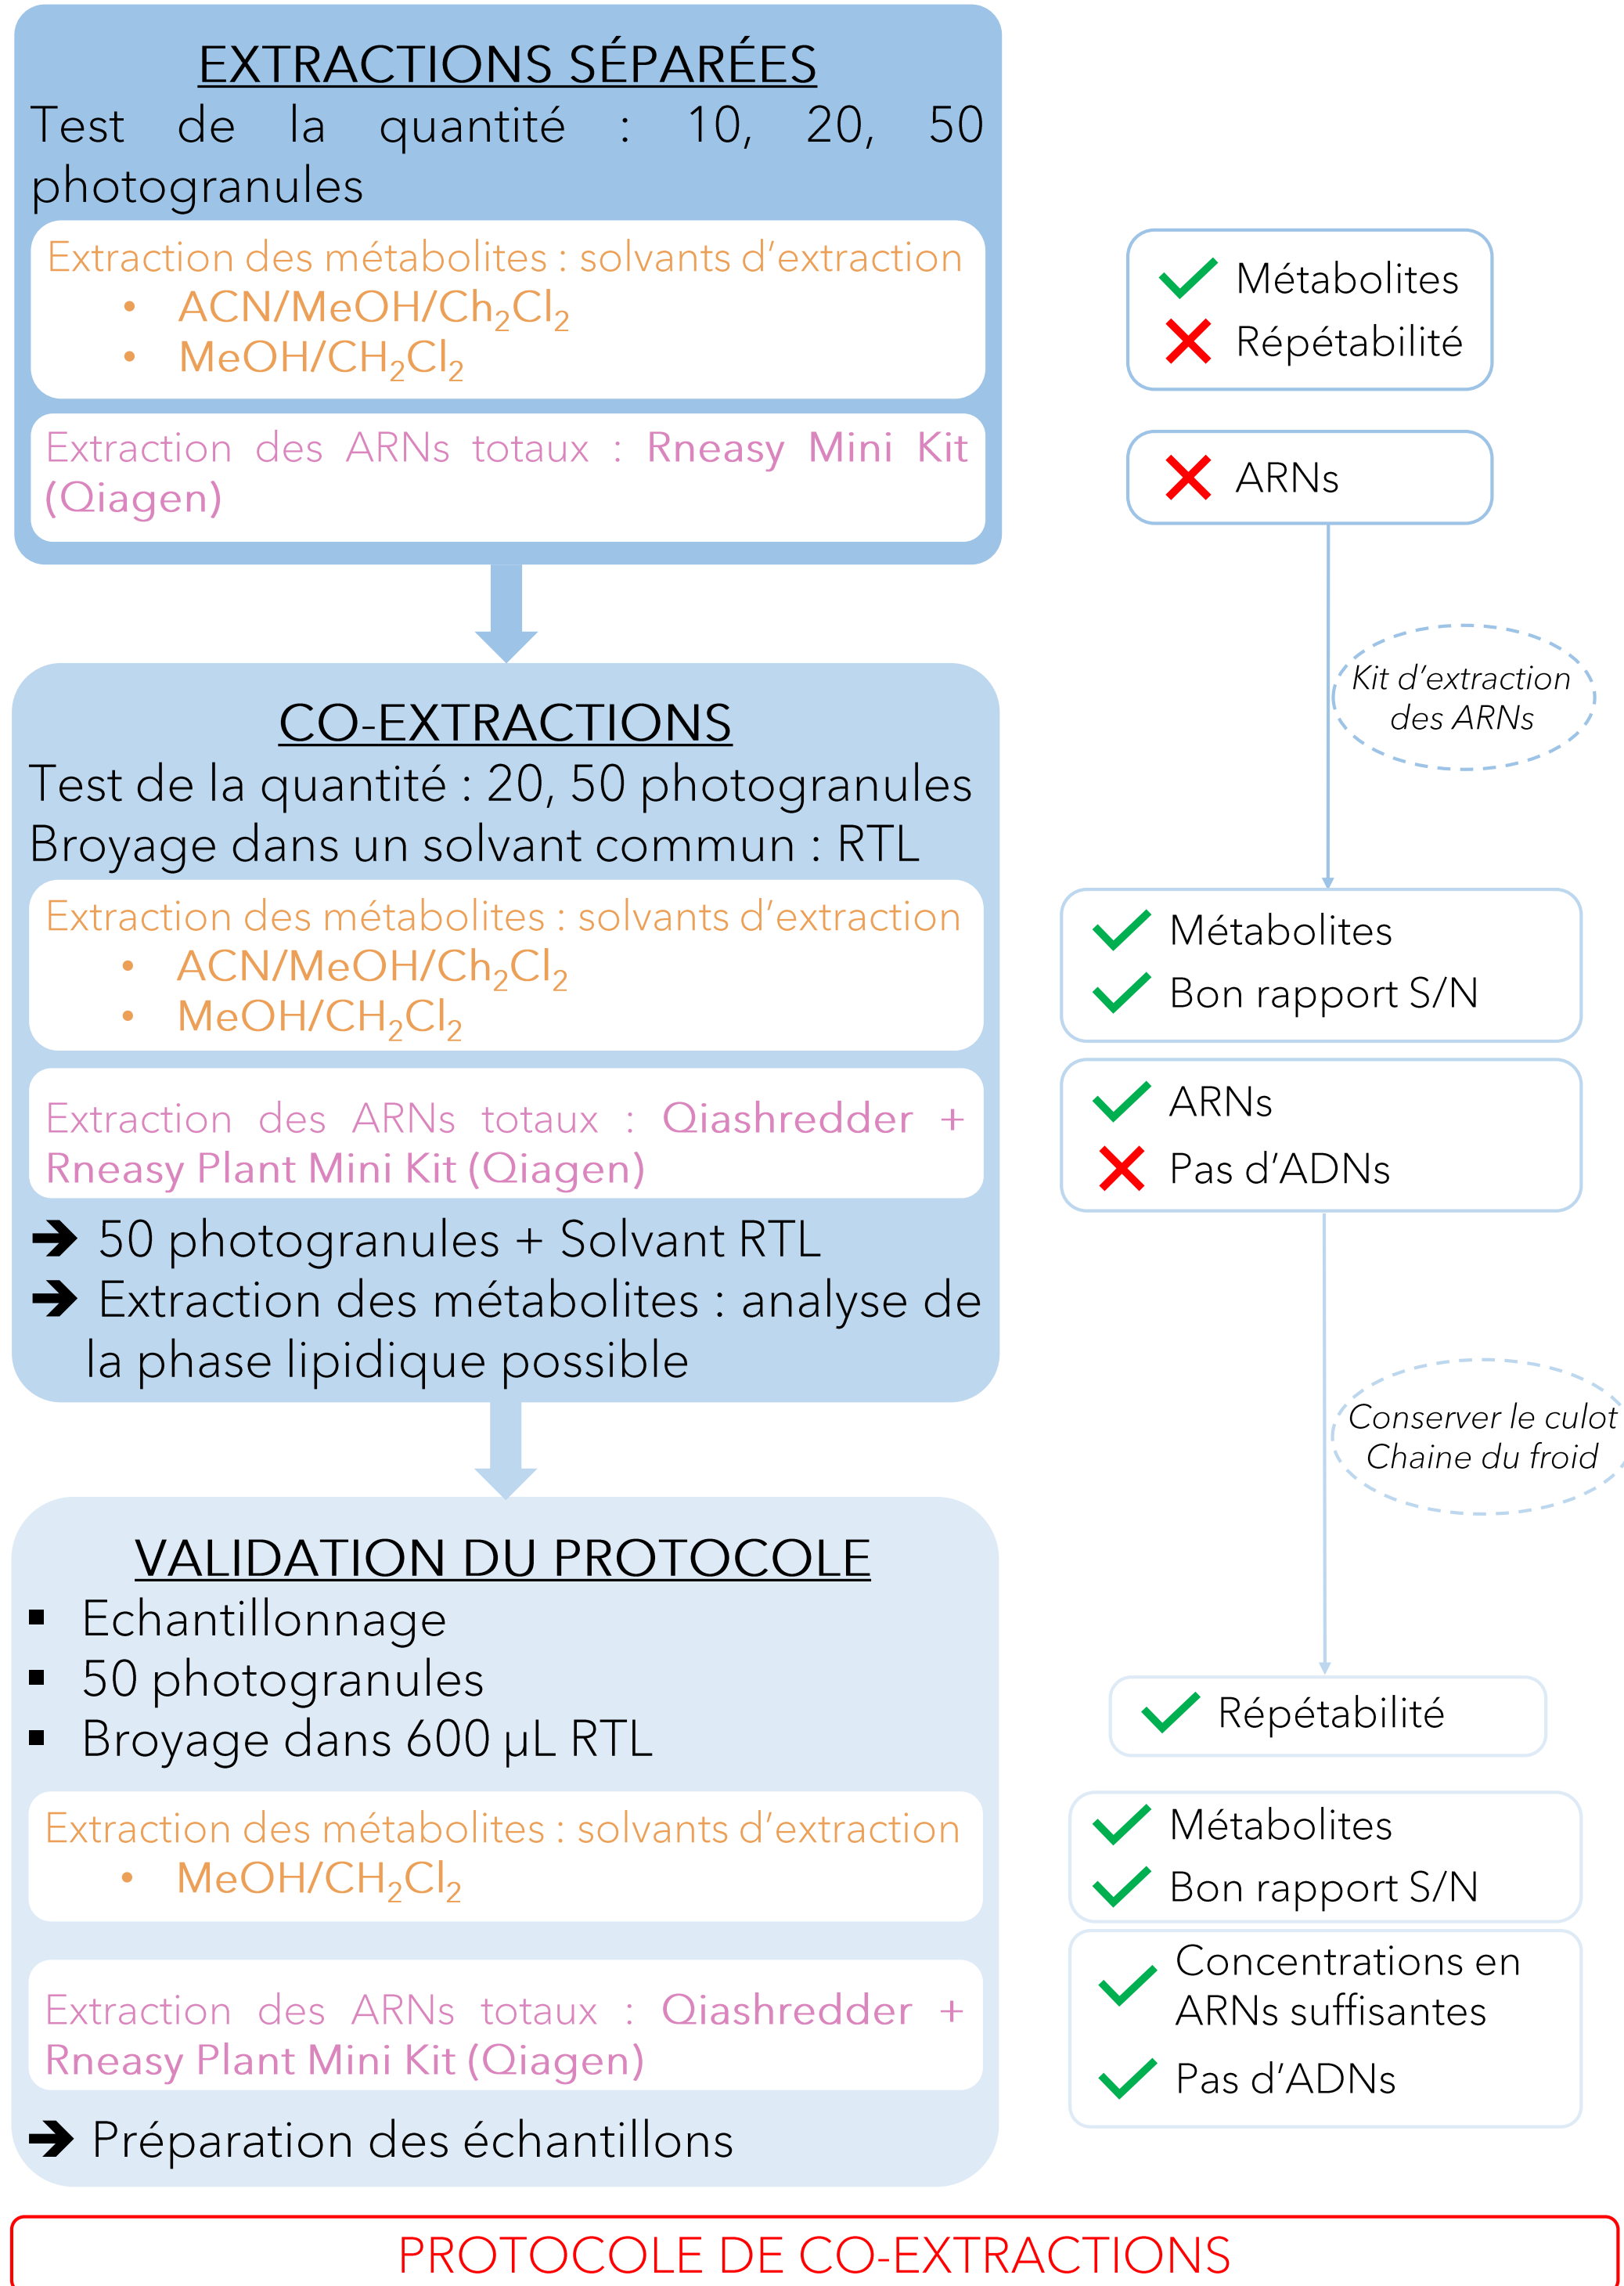 EXTRACTIONS SÉPARÉES
Test de la quantité : 10, 20, 50
photogranules
Extraction des métabolites : solvants d’extraction
• ACN/MeOH/Ch₂Cl₂
• MeOH/CH₂Cl₂
Extraction des ARNs totaux : Rneasy Mini Kit
(Qiagen)
Métabolites
Répétabilité
ARNs
Kit d’extraction
des ARNs
CO-EXTRACTIONS
Test de la quantité : 20, 50 photogranules
Broyage dans un solvant commun : RTL
Extraction des métabolites : solvants d’extraction
• ACN/MeOH/Ch₂Cl₂
• MeOH/CH₂Cl₂
Extraction des ARNs totaux : Qiashredder +
Rneasy Plant Mini Kit (Qiagen)
➔ 50 photogranules + Solvant RTL
➔ Extraction des métabolites : analyse de
la phase lipidique possible
Métabolites
Bon rapport S/N
ARNs
Pas d’ADNs
Conserver le culot
Chaine du froid
VALIDATION DU PROTOCOLE
▪ Echantillonnage
▪ 50 photogranules
▪ Broyage dans 600 µL RTL
Extraction des métabolites : solvants d’extraction
• MeOH/CH₂Cl₂
Extraction des ARNs totaux : Qiashredder +
Rneasy Plant Mini Kit (Qiagen)
➔ Préparation des échantillons
Répétabilité
Métabolites
Bon rapport S/N
Concentrations en
ARNs suffisantes
Pas d’ADNs
PROTOCOLE DE CO-EXTRACTIONS